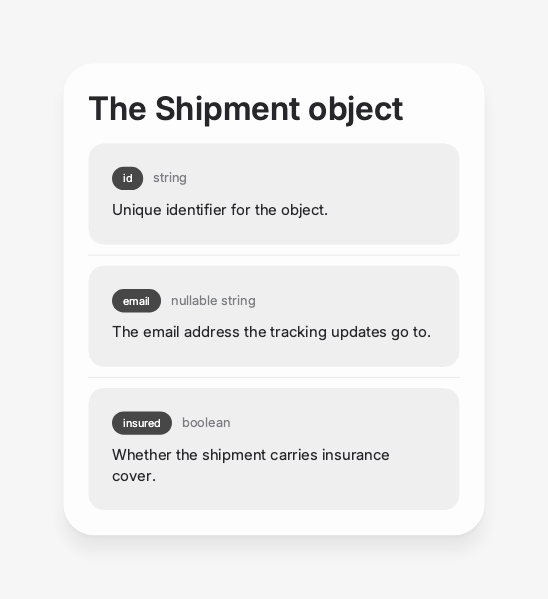 The Shipment object
id string
Unique identifier for the object.
email nullable string
The email address the tracking updates go to.
insured boolean
Whether the shipment carries insurance
cover.